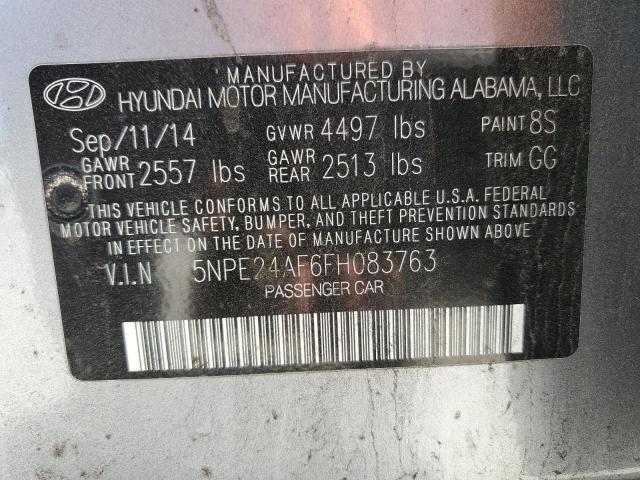 MANUFACTURED BY
HYUNDAI MOTOR MANUFACTURING ALABAMA, LLC
Sep/11/14 GVWR 4497 lbs PAINT 8S
GAWR FRONT 2557 lbs GAWR REAR 2513 lbs TRIM GG
THIS VEHICLE CONFORMS TO ALL APPLICABLE U.S.A. FEDERAL
MOTOR VEHICLE SAFETY, BUMPER, AND THEFT PREVENTION STANDARDS
IN EFFECT ON THE DATE OF MANUFACTURE SHOWN ABOVE.
V.I.N 5NPE24AF6FH083763
PASSENGER CAR